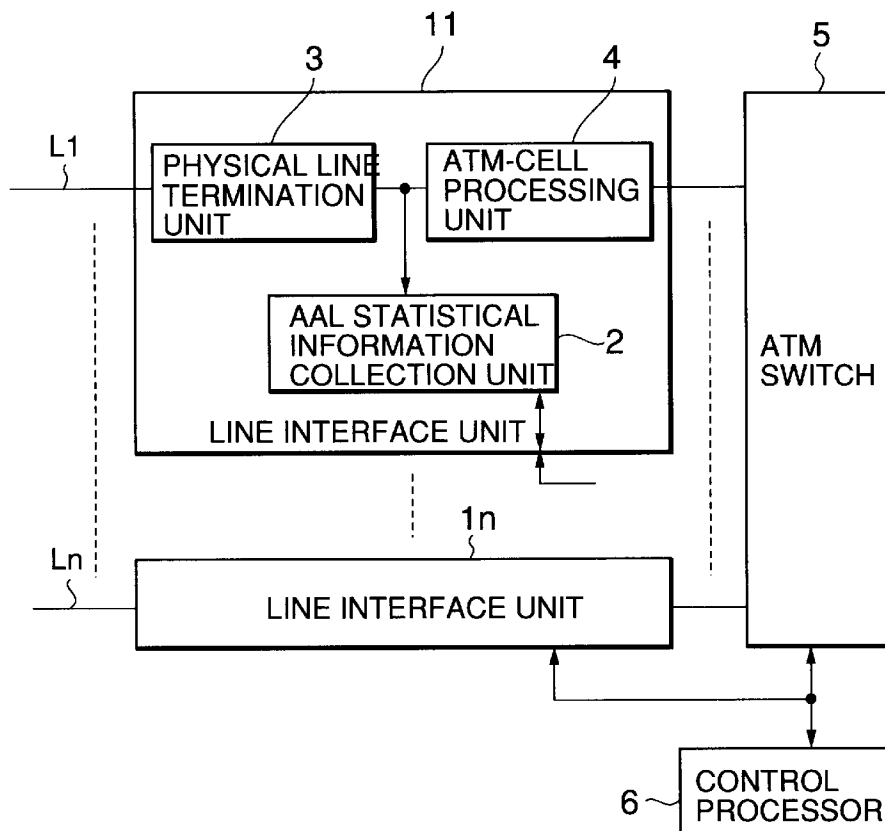 11
5
3
4
L1
PHYSICAL LINE
TERMINATION
UNIT
ATM-CELL
PROCESSING
UNIT
AAL STATISTICAL
INFORMATION
COLLECTION UNIT
2
LINE INTERFACE UNIT
ATM
SWITCH
1n
Ln
LINE INTERFACE UNIT
6
CONTROL
PROCESSOR